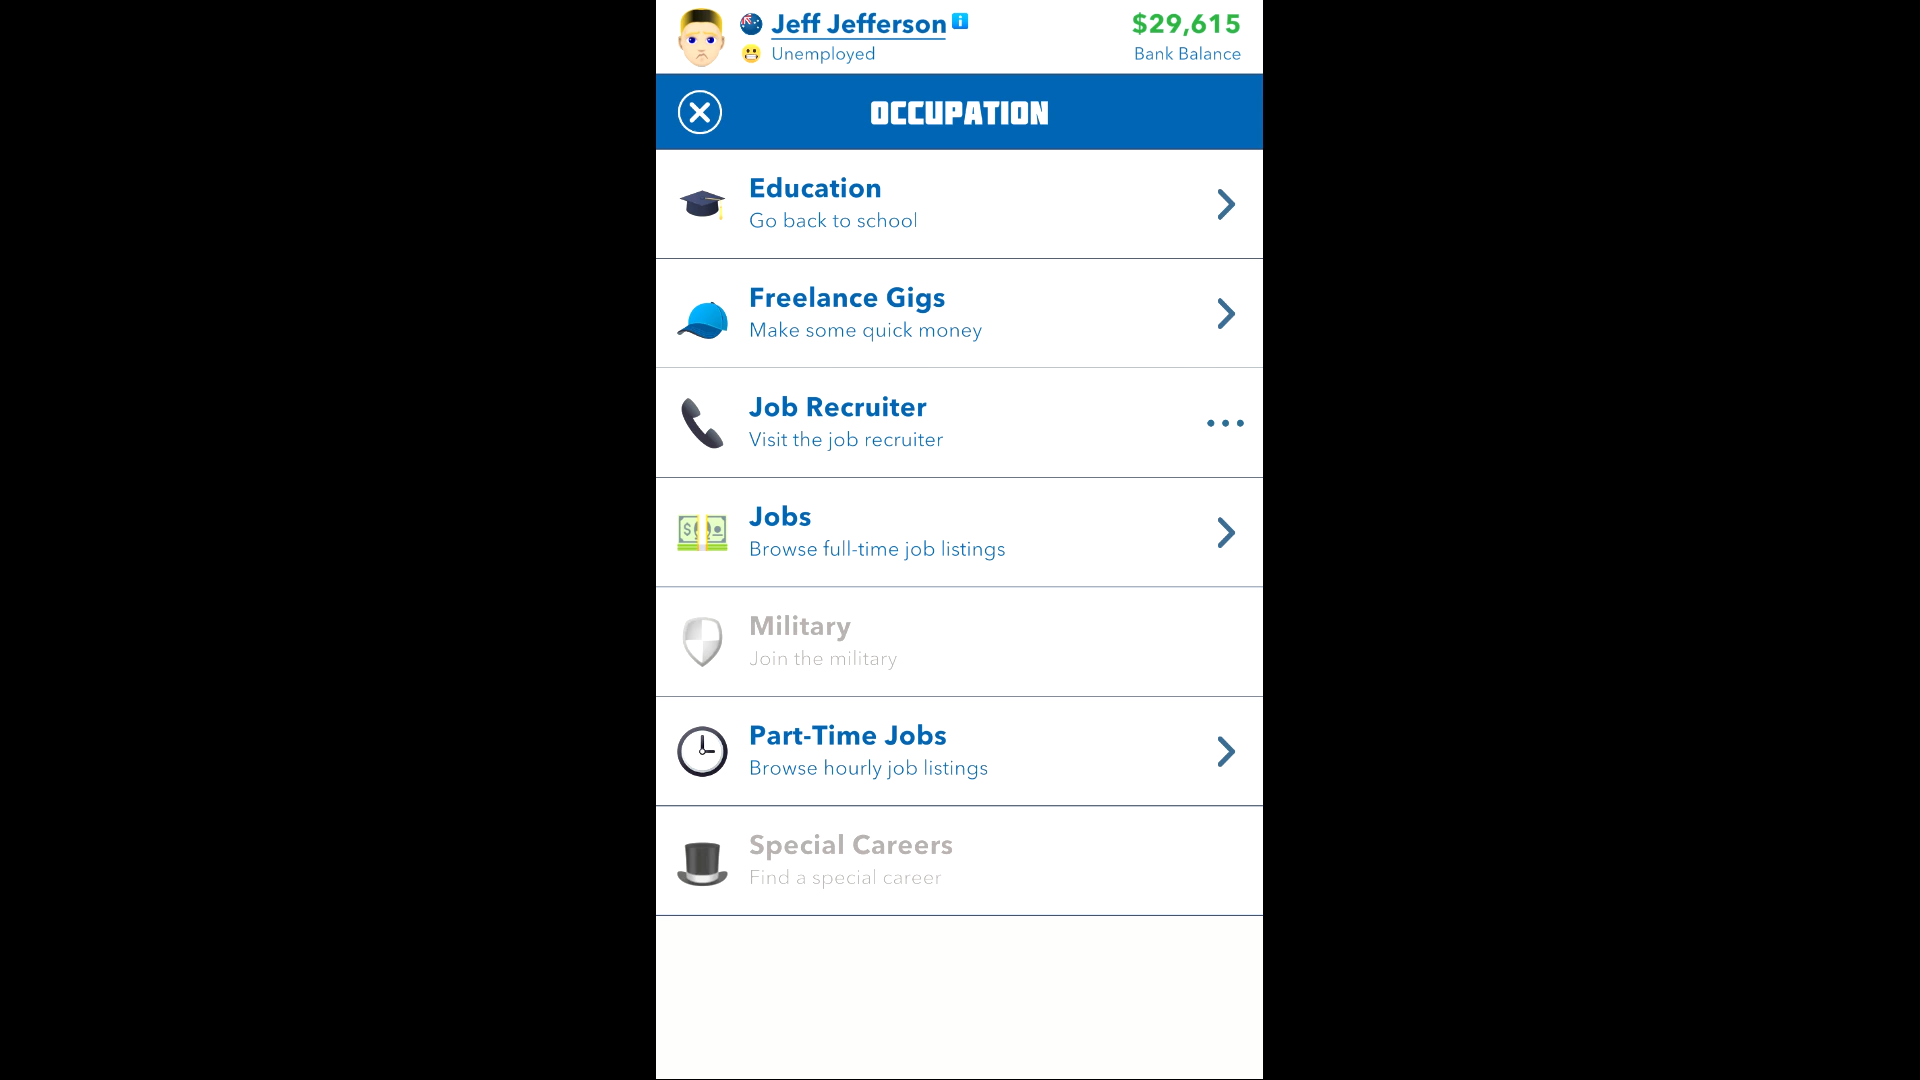 Jeff Jefferson
$29,615
Unemployed
Bank Balance
OCCUPATION
Education
Go back to school
Freelance Gigs
Make some quick money
Job Recruiter
Visit the job recruiter
Jobs
Browse full-time job listings
Military
Join the military
Part-Time Jobs
Browse hourly job listings
Special Careers
Find a special career